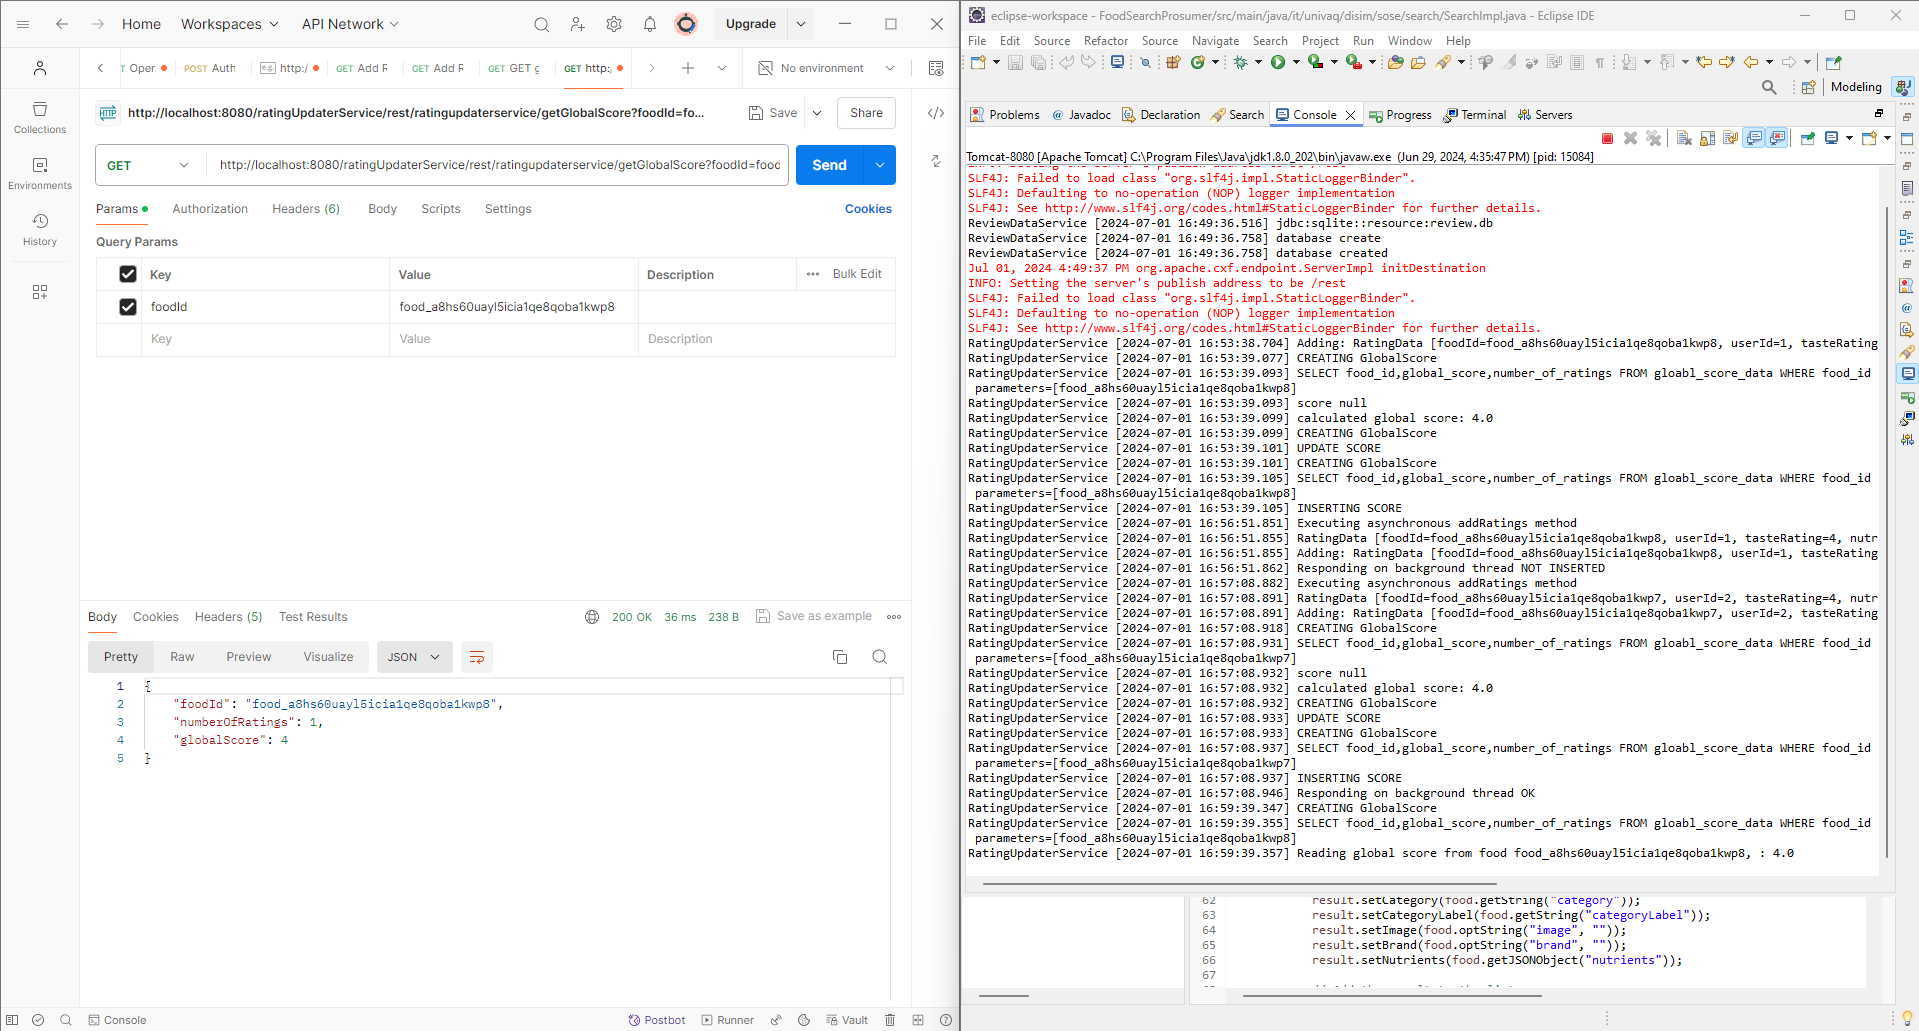 Home Workspaces API Network Upgrade
Oper POST Auth http:/ GET Add R GET Add R GET GET g GET http:/ No environment
HTTP http://localhost:8080/ratingUpdaterService/rest/ratingupdaterservice/getGlobalScore?foodId=fo... Save Share
GET http://localhost:8080/ratingUpdaterService/rest/ratingupdaterservice/getGlobalScore?foodId=food Send
Collections
Environments
History
Params Authorization Headers (6) Body Scripts Settings Cookies
Query Params
Key Value Description Bulk Edit
foodId food_a8hs60uayl5icia1qe8qoba1kwp8
Key Value Description
Body Cookies Headers (5) Test Results 200 OK 36 ms 238 B Save as example
Pretty Raw Preview Visualize JSON
1 {
2 "foodId": "food_a8hs60uayl5icia1qe8qoba1kwp8",
3 "numberOfRatings": 1,
4 "globalScore": 4
5 }
Console Postbot Runner Vault
eclipse-workspace - FoodSearchProsumer/src/main/java/it/univaq/disim/sose/search/SearchImpl.java - Eclipse IDE
File Edit Source Refactor Source Navigate Search Project Run Window Help
Modeling
Problems @ Javadoc Declaration Search Console Progress Terminal Servers
Tomcat-8080 [Apache Tomcat] C:\Program Files\Java\jdk1.8.0_202\bin\javaw.exe (Jun 29, 2024, 4:35:47 PM) [pid: 15084]
SLF4J: Failed to load class "org.slf4j.impl.StaticLoggerBinder".
SLF4J: Defaulting to no-operation (NOP) logger implementation
SLF4J: See http://www.slf4j.org/codes.html#StaticLoggerBinder for further details.
ReviewDataService [2024-07-01 16:49:36.516] jdbc:sqlite::resource:review.db
ReviewDataService [2024-07-01 16:49:36.758] database create
ReviewDataService [2024-07-01 16:49:36.758] database created
Jul 01, 2024 4:49:37 PM org.apache.cxf.endpoint.ServerImpl initDestination
INFO: Setting the server's publish address to be /rest
SLF4J: Failed to load class "org.slf4j.impl.StaticLoggerBinder".
SLF4J: Defaulting to no-operation (NOP) logger implementation
SLF4J: See http://www.slf4j.org/codes.html#StaticLoggerBinder for further details.
RatingUpdaterService [2024-07-01 16:53:38.704] Adding: RatingData [foodId=food_a8hs60uayl5icia1qe8qoba1kwp8, userId=1, tasteRating
RatingUpdaterService [2024-07-01 16:53:39.077] CREATING GlobalScore
RatingUpdaterService [2024-07-01 16:53:39.093] SELECT food_id,global_score,number_of_ratings FROM gloabl_score_data WHERE food_id
parameters=[food_a8hs60uayl5icia1qe8qoba1kwp8]
RatingUpdaterService [2024-07-01 16:53:39.093] score null
RatingUpdaterService [2024-07-01 16:53:39.099] calculated global score: 4.0
RatingUpdaterService [2024-07-01 16:53:39.099] CREATING GlobalScore
RatingUpdaterService [2024-07-01 16:53:39.101] UPDATE SCORE
RatingUpdaterService [2024-07-01 16:53:39.101] CREATING GlobalScore
RatingUpdaterService [2024-07-01 16:53:39.105] SELECT food_id,global_score,number_of_ratings FROM gloabl_score_data WHERE food_id
parameters=[food_a8hs60uayl5icia1qe8qoba1kwp8]
RatingUpdaterService [2024-07-01 16:53:39.105] INSERTING SCORE
RatingUpdaterService [2024-07-01 16:56:51.851] Executing asynchronous addRatings method
RatingUpdaterService [2024-07-01 16:56:51.855] RatingData [foodId=food_a8hs60uayl5icia1qe8qoba1kwp8, userId=1, tasteRating=4, nutr
RatingUpdaterService [2024-07-01 16:56:51.855] Adding: RatingData [foodId=food_a8hs60uayl5icia1qe8qoba1kwp8, userId=1, tasteRating
RatingUpdaterService [2024-07-01 16:56:51.862] Responding on background thread NOT INSERTED
RatingUpdaterService [2024-07-01 16:57:08.882] Executing asynchronous addRatings method
RatingUpdaterService [2024-07-01 16:57:08.891] RatingData [foodId=food_a8hs60uayl5icia1qe8qoba1kwp7, userId=2, tasteRating=4, nutr
RatingUpdaterService [2024-07-01 16:57:08.891] Adding: RatingData [foodId=food_a8hs60uayl5icia1qe8qoba1kwp7, userId=2, tasteRating
RatingUpdaterService [2024-07-01 16:57:08.918] CREATING GlobalScore
RatingUpdaterService [2024-07-01 16:57:08.931] SELECT food_id,global_score,number_of_ratings FROM gloabl_score_data WHERE food_id
parameters=[food_a8hs60uayl5icia1qe8qoba1kwp7]
RatingUpdaterService [2024-07-01 16:57:08.932] score null
RatingUpdaterService [2024-07-01 16:57:08.932] calculated global score: 4.0
RatingUpdaterService [2024-07-01 16:57:08.932] CREATING GlobalScore
RatingUpdaterService [2024-07-01 16:57:08.933] UPDATE SCORE
RatingUpdaterService [2024-07-01 16:57:08.933] CREATING GlobalScore
RatingUpdaterService [2024-07-01 16:57:08.937] SELECT food_id,global_score,number_of_ratings FROM gloabl_score_data WHERE food_id
parameters=[food_a8hs60uayl5icia1qe8qoba1kwp7]
RatingUpdaterService [2024-07-01 16:57:08.937] INSERTING SCORE
RatingUpdaterService [2024-07-01 16:57:08.946] Responding on background thread OK
RatingUpdaterService [2024-07-01 16:59:39.347] CREATING GlobalScore
RatingUpdaterService [2024-07-01 16:59:39.355] SELECT food_id,global_score,number_of_ratings FROM gloabl_score_data WHERE food_id
parameters=[food_a8hs60uayl5icia1qe8qoba1kwp8]
RatingUpdaterService [2024-07-01 16:59:39.357] Reading global score from food food_a8hs60uayl5icia1qe8qoba1kwp8, : 4.0
62 result.setCategory(food.getString("category"));
63 result.setCategoryLabel(food.getString("categoryLabel"));
64 result.setImage(food.optString("image", ""));
65 result.setBrand(food.optString("brand", ""));
66 result.setNutrients(food.getJSONObject("nutrients"));
67